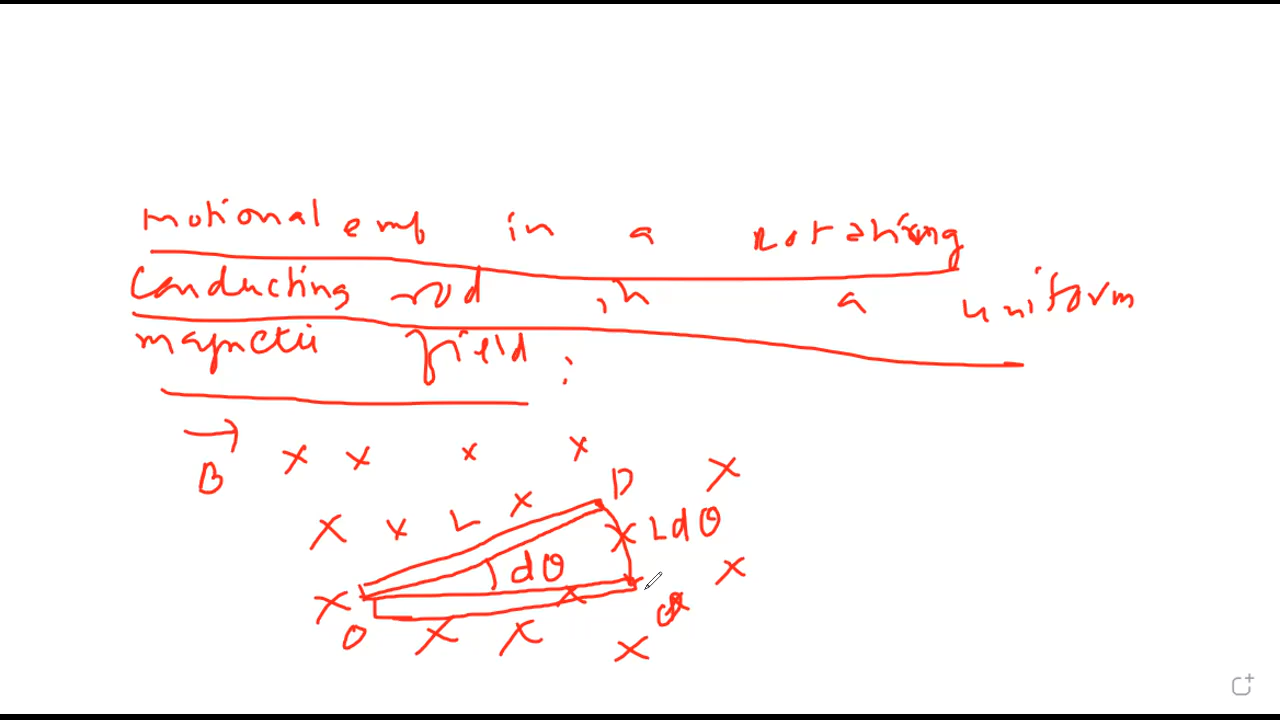 motional emf in a rotating
conducting rod in a uniform
magnetic field :
B X X X X X
X X L X P X Ldθ
dθ X
X X
O X X X